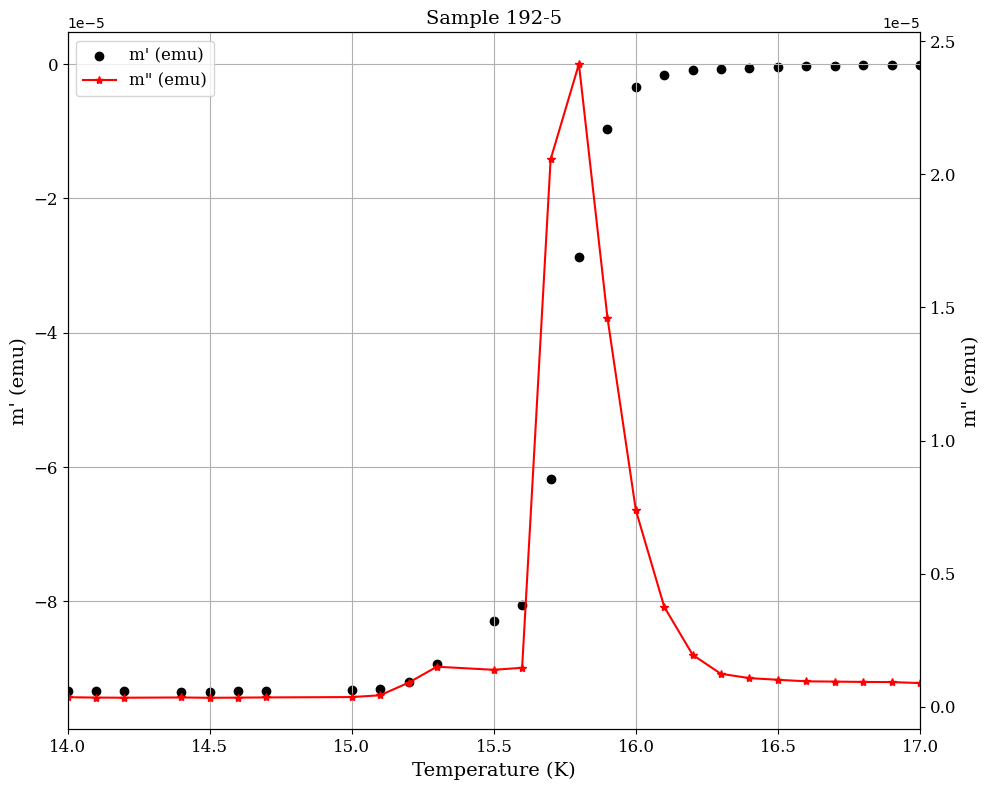 Sample 192-5
1e−5
1e−5
m' (emu)
m" (emu)
0
−2
−4
−6
−8
m' (emu)
2.5
2.0
1.5
1.0
0.5
0.0
m" (emu)
14.0 14.5 15.0 15.5 16.0 16.5 17.0
Temperature (K)